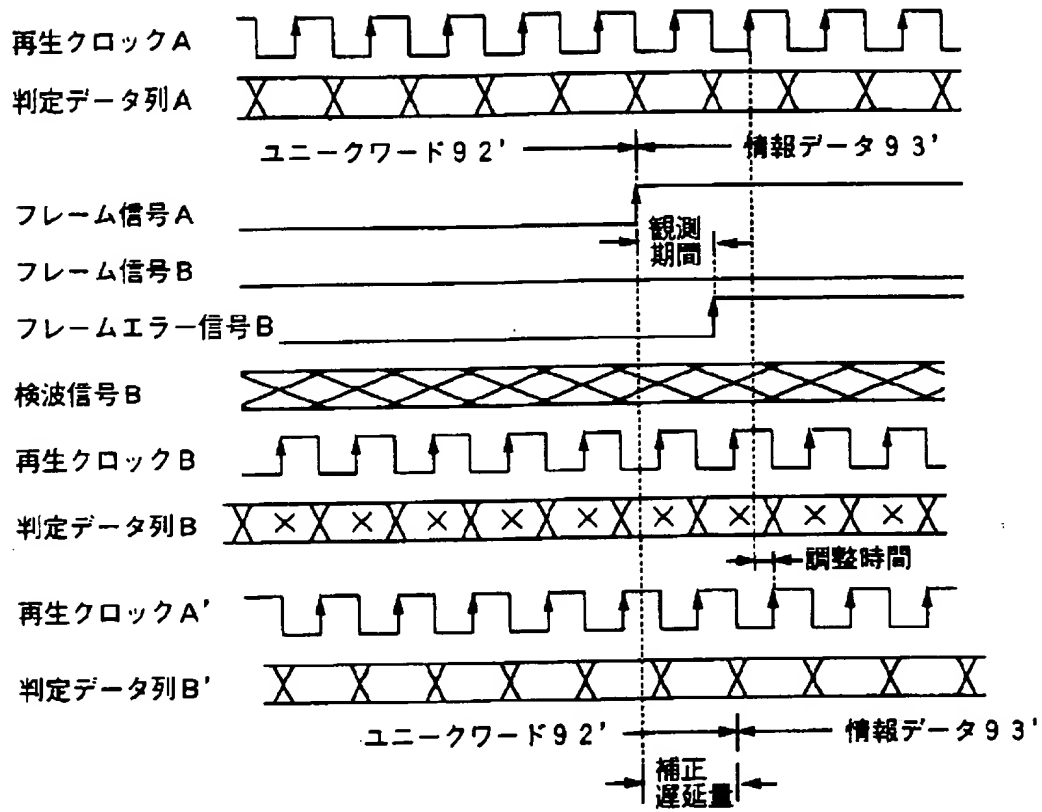 再生クロックA
判定データ列A
ユニークワード92' 情報データ93'
フレーム信号A
観測
期間
フレーム信号B
フレームエラー信号B
検波信号B
再生クロックB
判定データ列B
調整時間
再生クロックA'
判定データ列B'
ユニークワード92' 情報データ93'
補正
遅延量